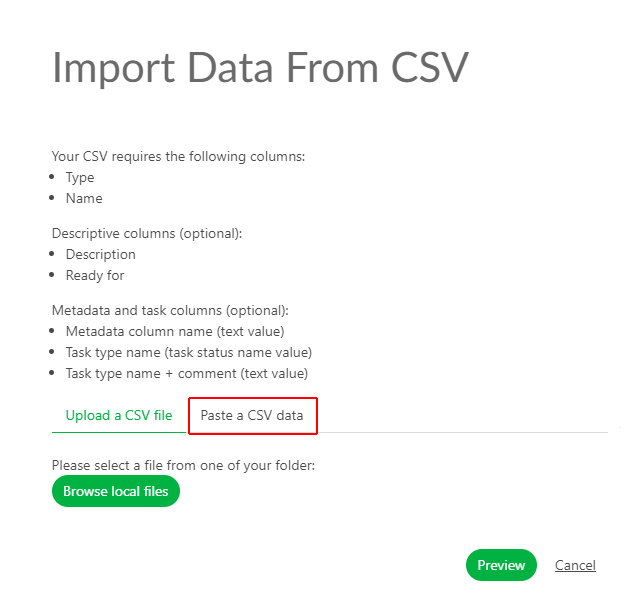 Import Data From CSV
Your CSV requires the following columns:
Type
Name
Descriptive columns (optional):
Description
Ready for
Metadata and task columns (optional):
Metadata column name (text value)
Task type name (task status name value)
Task type name + comment (text value)
Upload a CSV file Paste a CSV data
Please select a file from one of your folder:
Browse local files
Preview Cancel